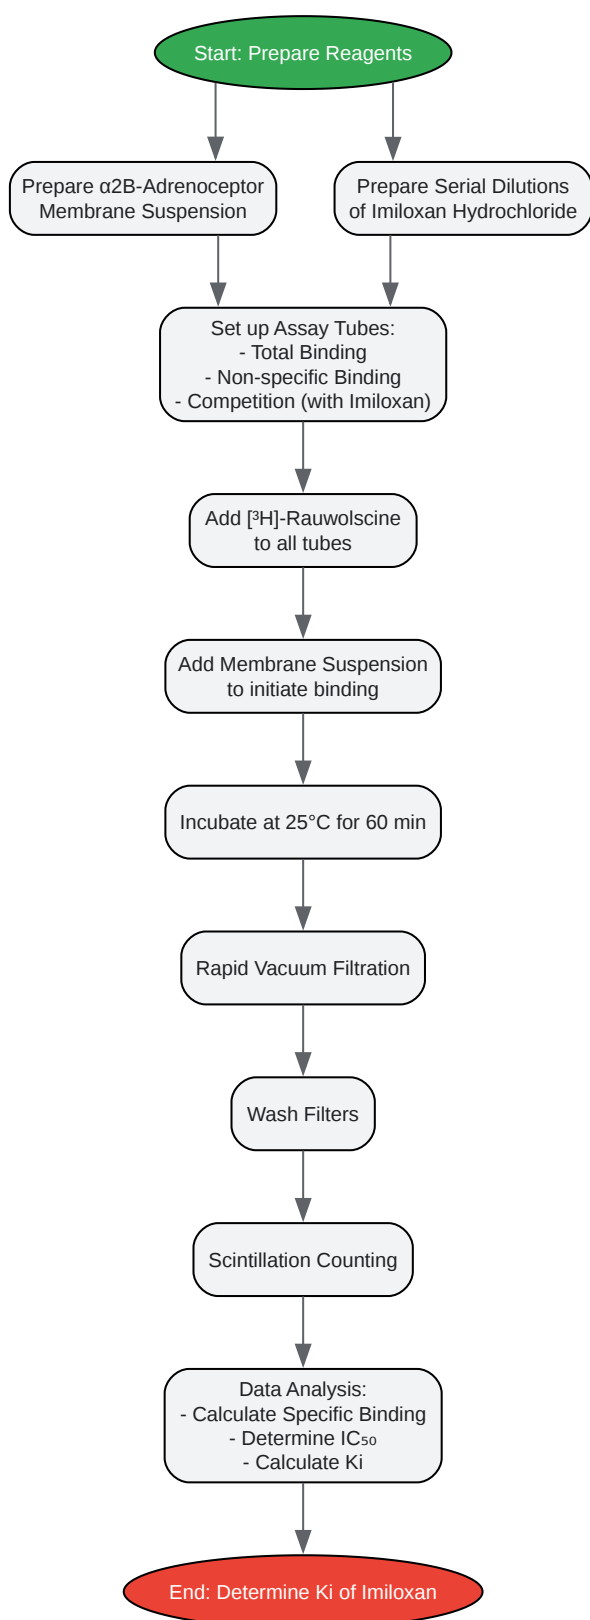 Start: Prepare Reagents
Prepare α2B-Adrenoceptor
Membrane Suspension
Prepare Serial Dilutions
of Imiloxan Hydrochloride
Set up Assay Tubes:
- Total Binding
- Non-specific Binding
- Competition (with Imiloxan)
Add [³H]-Rauwolscine
to all tubes
Add Membrane Suspension
to initiate binding
Incubate at 25°C for 60 min
Rapid Vacuum Filtration
Wash Filters
Scintillation Counting
Data Analysis:
- Calculate Specific Binding
- Determine IC₅₀
- Calculate Ki
End: Determine Ki of Imiloxan